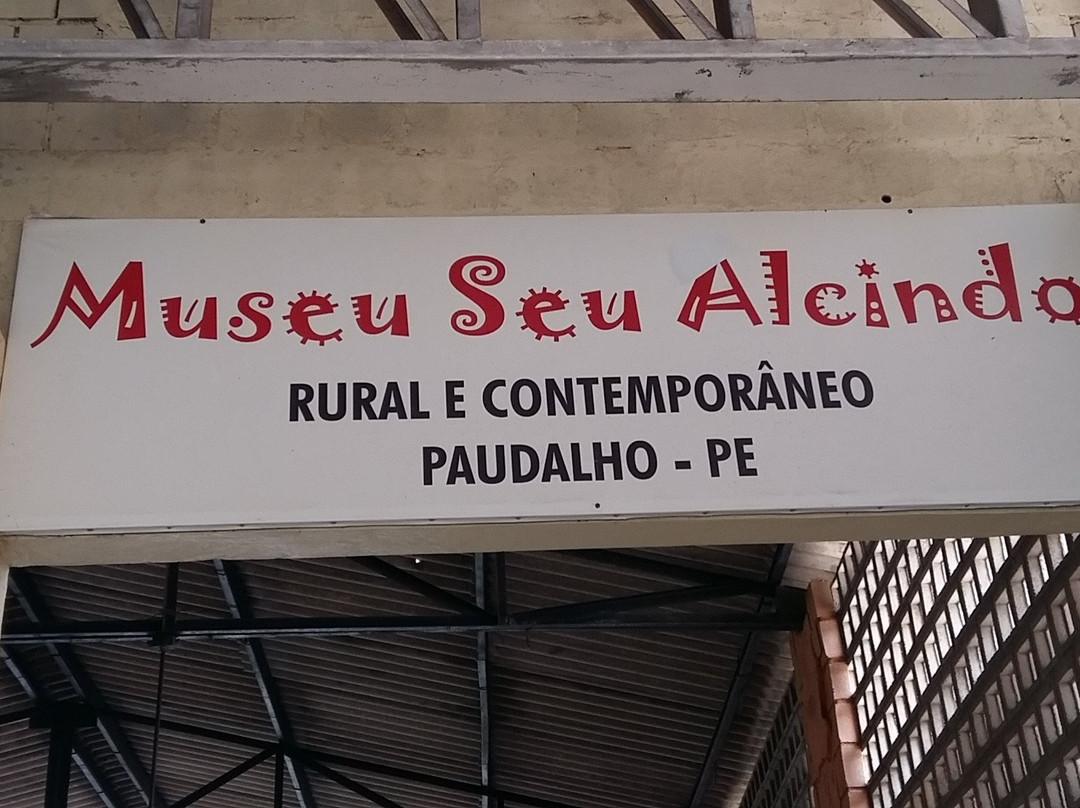 Museu Seu Alcindo
RURAL E CONTEMPORÂNEO
PAUDALHO - PE